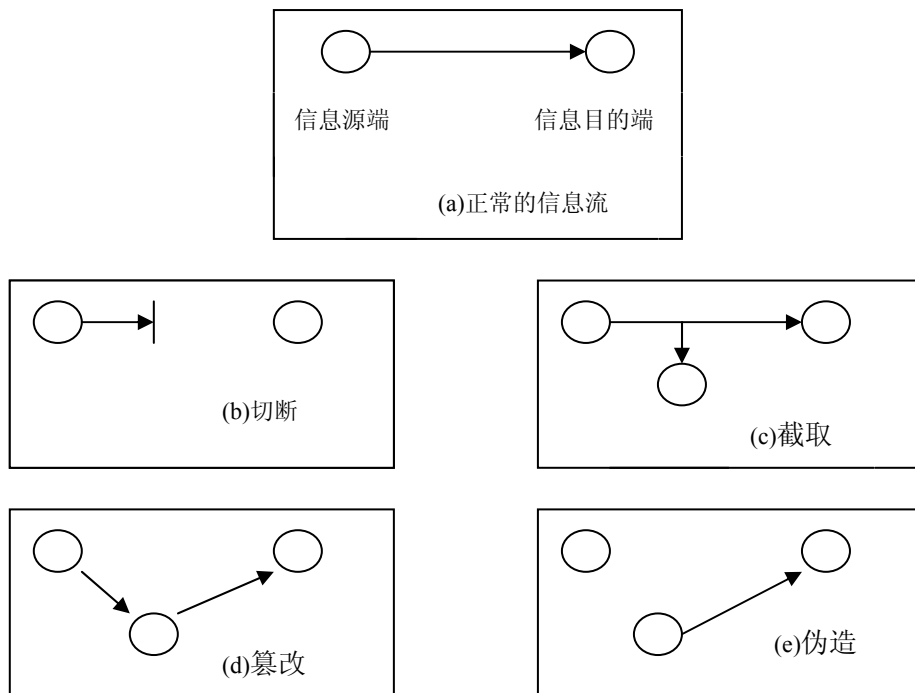 信息源端 信息目的端
(a)正常的信息流
(b)切断
(c)截取
(d)篡改
(e)伪造